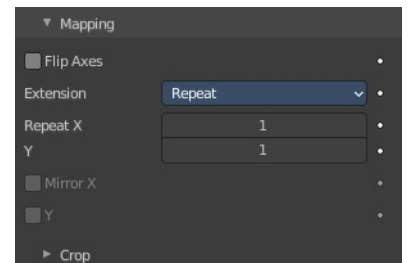 Mapping
Flip Axes
Extension Repeat
Repeat X 1
Y 1
Mirror X
Y
Crop